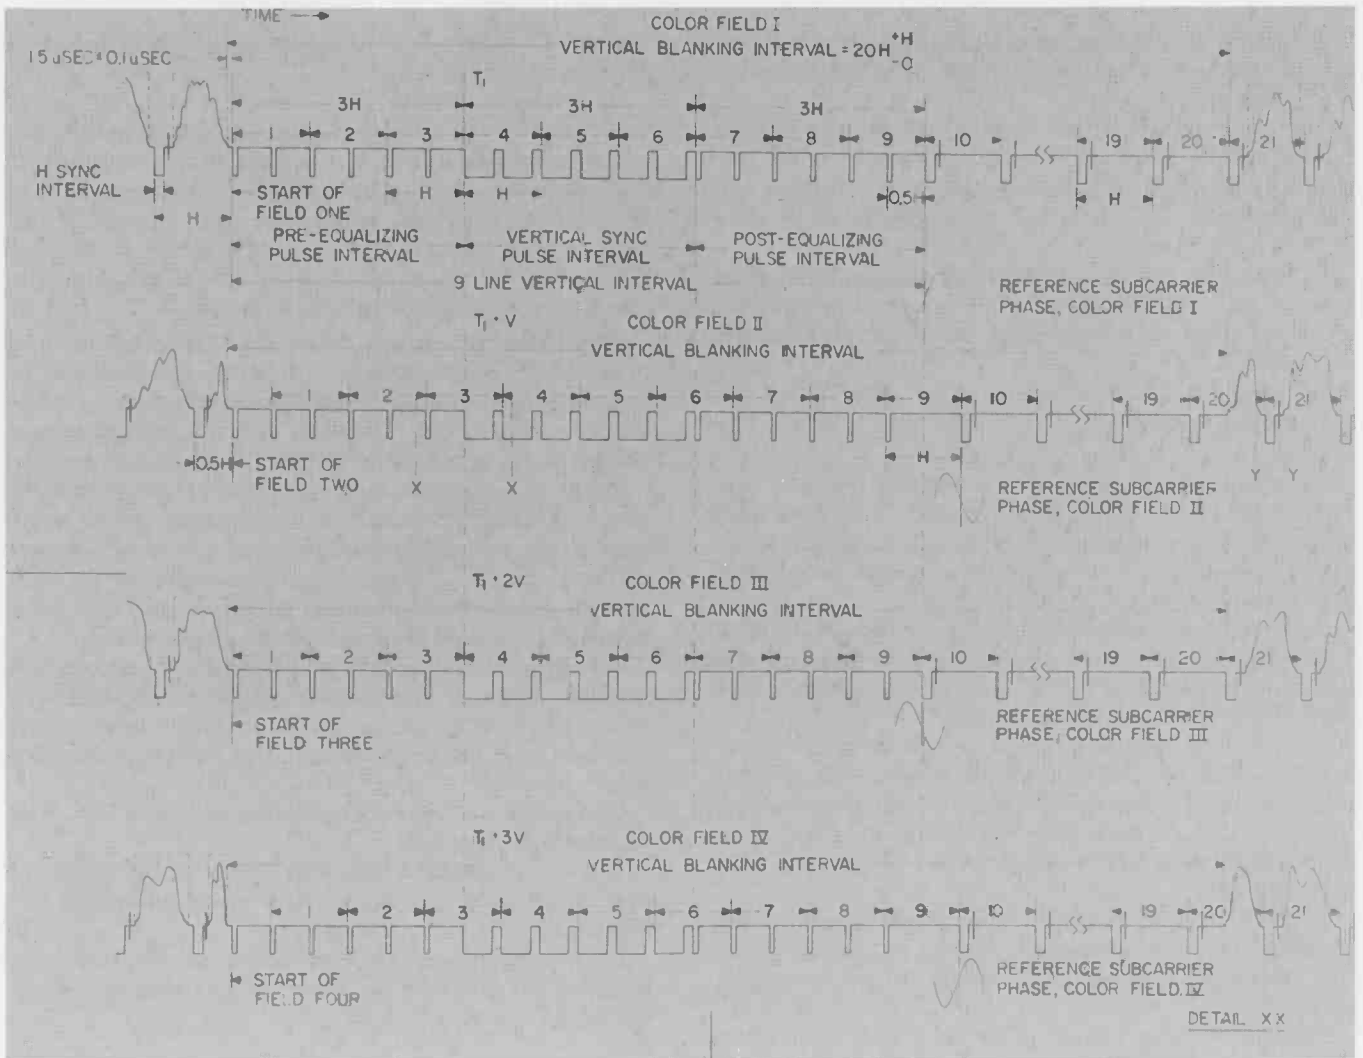 TIME
COLOR FIELD I
VERTICAL BLANKING INTERVAL = 20H +H -0
1.5 uSEC ± 0.1uSEC
T₁
3H 3H 3H
1 2 3 4 5 6 7 8 9 10 19 20 21
H SYNC INTERVAL
H
START OF FIELD ONE
H H 0.5H H
PRE-EQUALIZING PULSE INTERVAL
VERTICAL SYNC PULSE INTERVAL
POST-EQUALIZING PULSE INTERVAL
9 LINE VERTICAL INTERVAL
REFERENCE SUBCARRIER
PHASE, COLOR FIELD I
T₁ + V
COLOR FIELD II
VERTICAL BLANKING INTERVAL
1 2 3 4 5 6 7 8 9 10 19 20 21
0.5H
START OF
FIELD TWO
X X
H
Y Y
REFERENCE SUBCARRIER
PHASE, COLOR FIELD II
T₁ + 2V
COLOR FIELD III
VERTICAL BLANKING INTERVAL
1 2 3 4 5 6 7 8 9 10 19 20 21
START OF
FIELD THREE
REFERENCE SUBCARRIER
PHASE, COLOR FIELD III
T₁ + 3V
COLOR FIELD IV
VERTICAL BLANKING INTERVAL
1 2 3 4 5 6 7 8 9 10 19 20 21
START OF
FIELD FOUR
REFERENCE SUBCARRIER
PHASE, COLOR FIELD IV
DETAIL XX